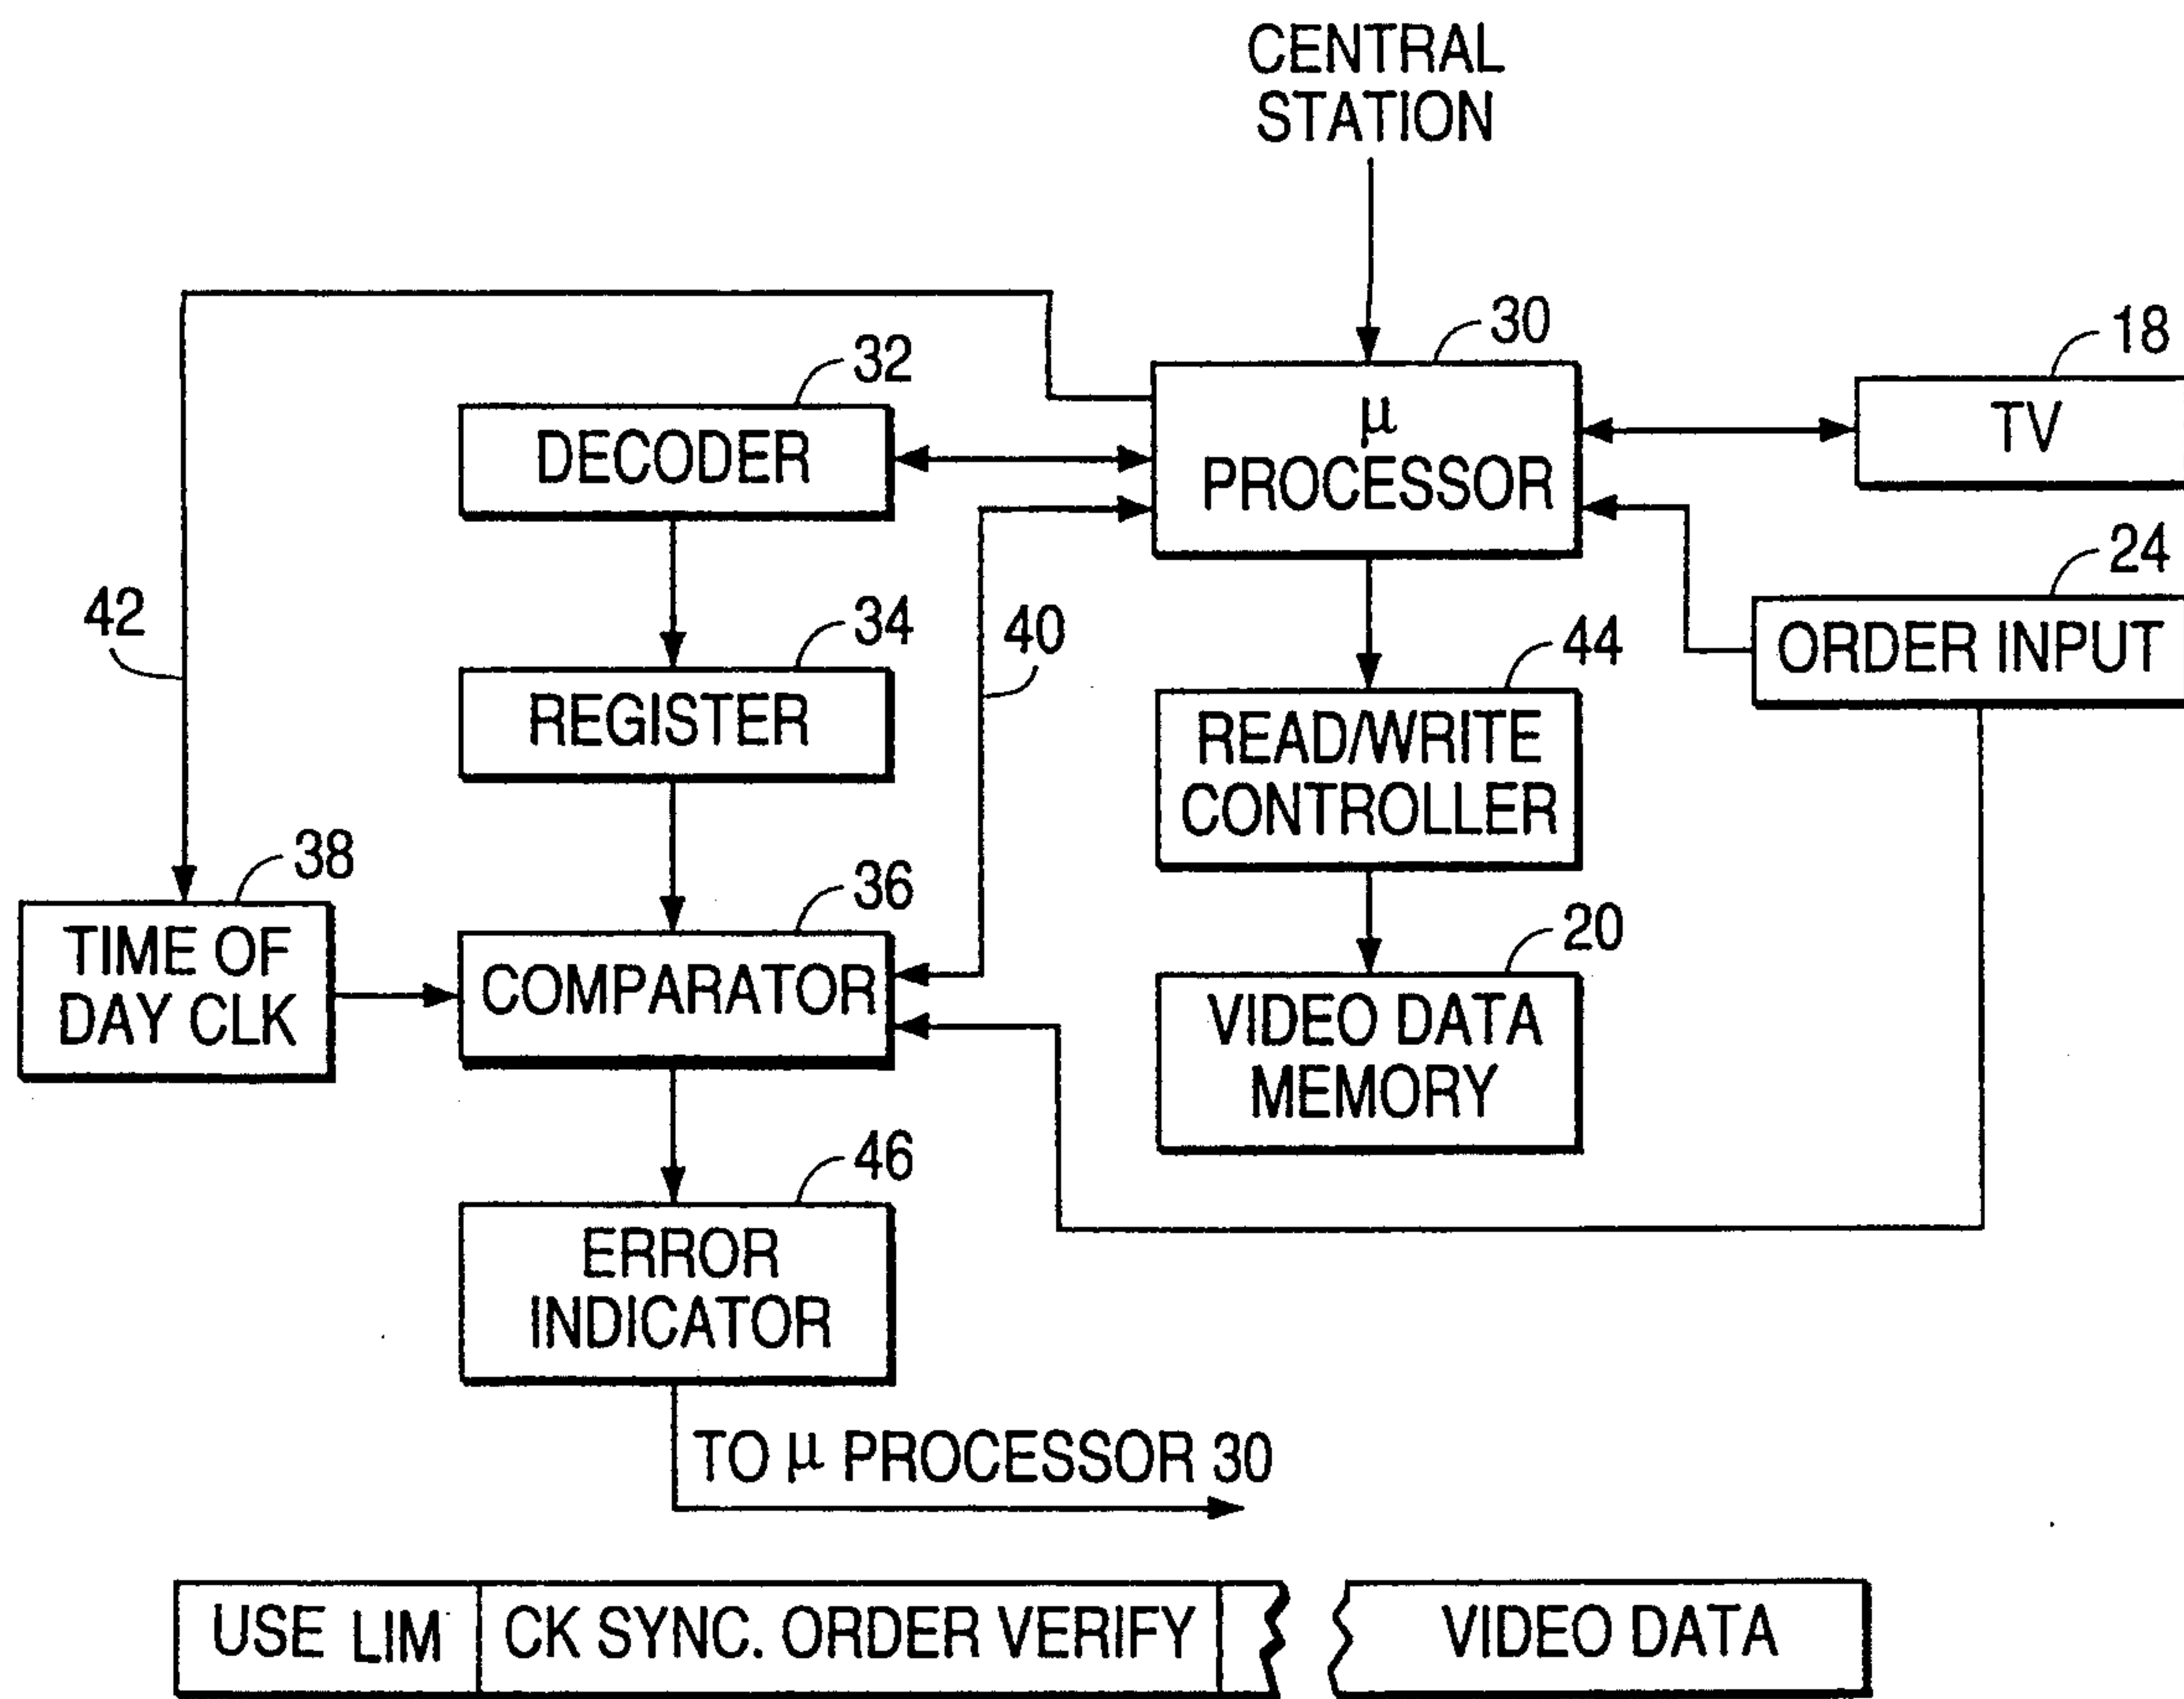 CENTRAL
STATION
30
18
32
μ
PROCESSOR
TV
DECODER
24
42
34
40
44
ORDER INPUT
REGISTER
READ/WRITE
CONTROLLER
38
36
20
TIME OF
DAY CLK
COMPARATOR
VIDEO DATA
MEMORY
46
ERROR
INDICATOR
TO μ PROCESSOR 30
USE LIM CK SYNC. ORDER VERIFY VIDEO DATA